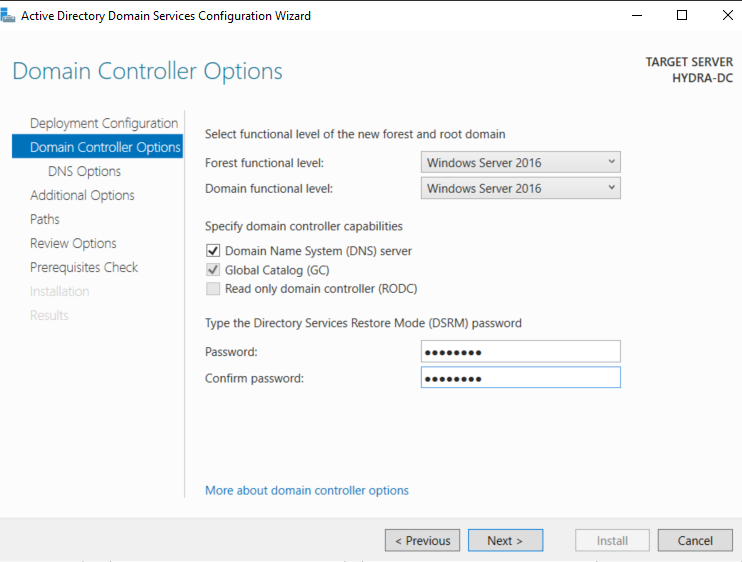 Active Directory Domain Services Configuration Wizard
Domain Controller Options
TARGET SERVER
HYDRA-DC
Deployment Configuration
Domain Controller Options
DNS Options
Additional Options
Paths
Review Options
Prerequisites Check
Installation
Results
Select functional level of the new forest and root domain
Forest functional level: Windows Server 2016
Domain functional level: Windows Server 2016
Specify domain controller capabilities
Domain Name System (DNS) server
Global Catalog (GC)
Read only domain controller (RODC)
Type the Directory Services Restore Mode (DSRM) password
Password: ●●●●●●●●
Confirm password: ●●●●●●●●
More about domain controller options
< Previous Next > Install Cancel